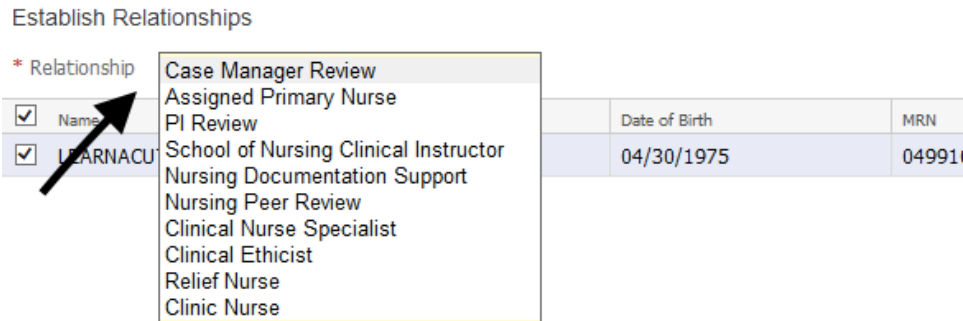 Establish Relationships
* Relationship
Case Manager Review
Assigned Primary Nurse
PI Review
School of Nursing Clinical Instructor
Nursing Documentation Support
Nursing Peer Review
Clinical Nurse Specialist
Clinical Ethicist
Relief Nurse
Clinic Nurse
Name Date of Birth MRN
04/30/1975 04991